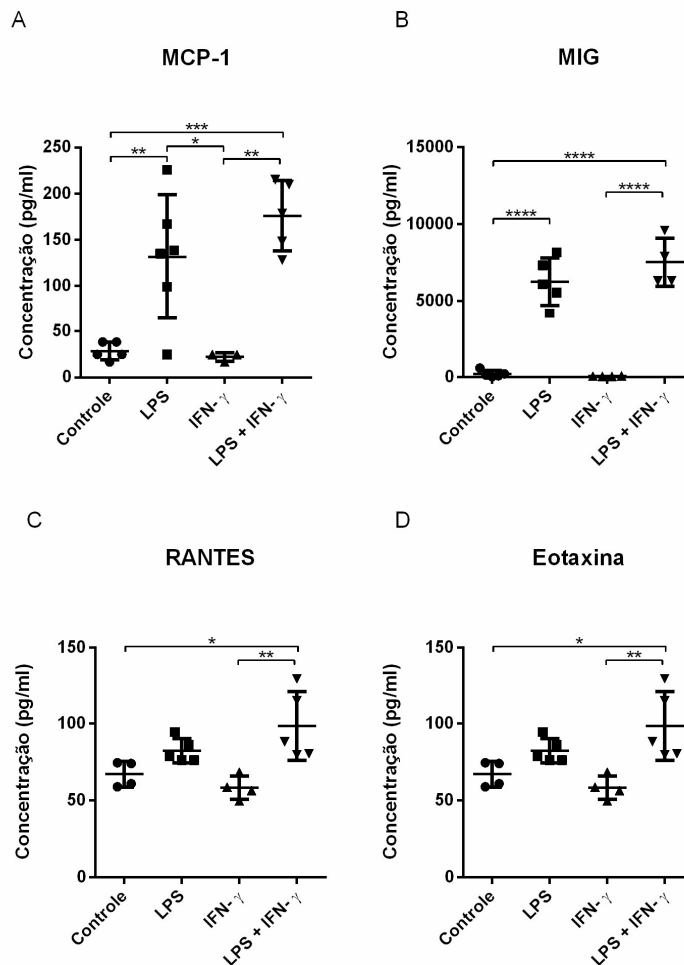 A
MCP-1
Concentração (pg/ml)
250
200
150
100
50
0
***
**
*
**
Controle
LPS
IFN- γ
LPS + IFN- γ
B
MIG
Concentração (pg/ml)
15000
10000
5000
0
****
****
****
Controle
LPS
IFN- γ
LPS + IFN- γ
C
RANTES
Concentração (pg/ml)
150
100
50
0
*
**
Controle
LPS
IFN- γ
LPS + IFN- γ
D
Eotaxina
Concentração (pg/ml)
150
100
50
0
*
**
Controle
LPS
IFN- γ
LPS + IFN- γ